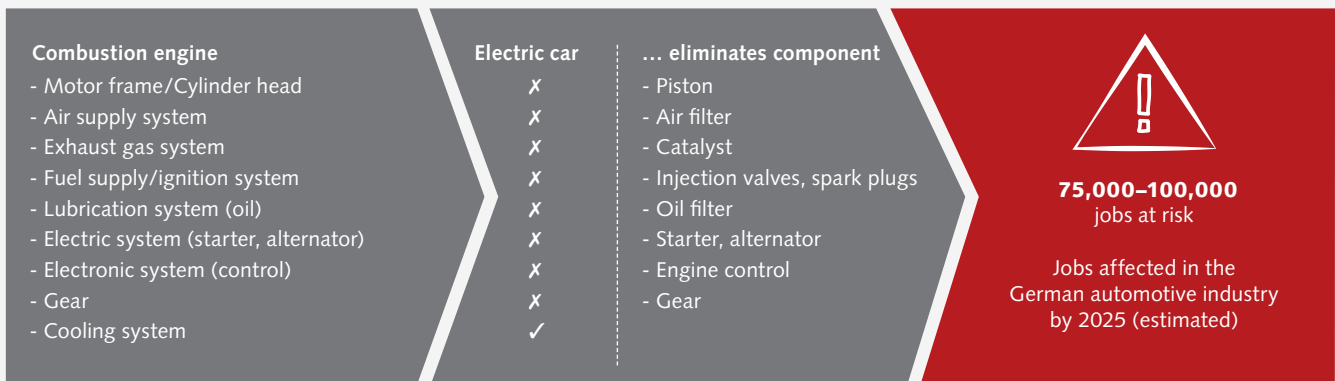 Combustion engine
- Motor frame/Cylinder head
- Air supply system
- Exhaust gas system
- Fuel supply/ignition system
- Lubrication system (oil)
- Electric system (starter, alternator)
- Electronic system (control)
- Gear
- Cooling system
Electric car
✗
✗
✗
✗
✗
✗
✗
✗
✓
... eliminates component
- Piston
- Air filter
- Catalyst
- Injection valves, spark plugs
- Oil filter
- Starter, alternator
- Engine control
- Gear
!
75,000–100,000
jobs at risk
Jobs affected in the
German automotive industry
by 2025 (estimated)